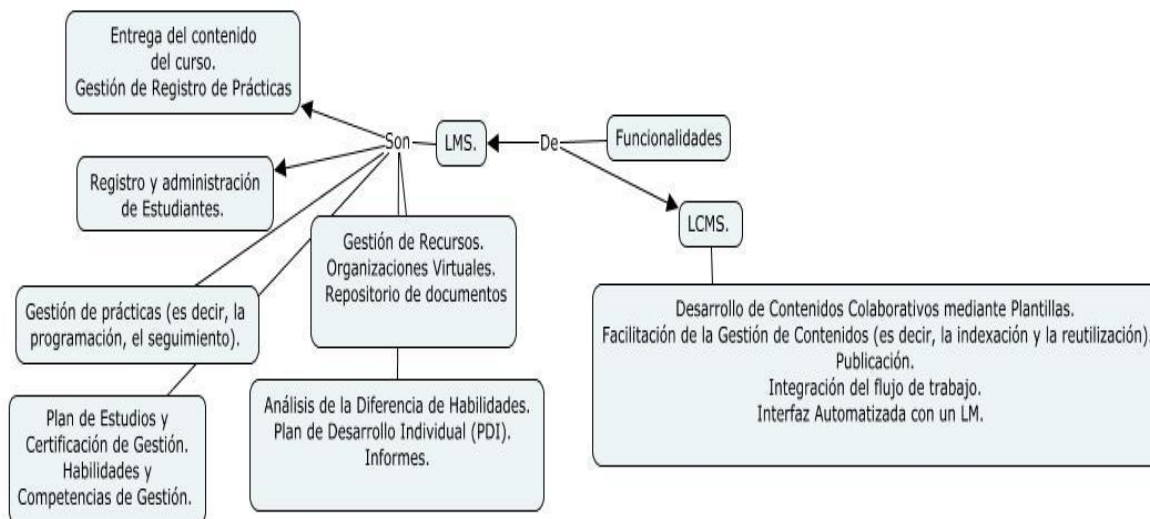 Entrega del contenido
del curso.
Gestión de Registro de Prácticas
Son
LMS.
De
Funcionalidades
Registro y administración
de Estudiantes.
LCMS.
Gestión de Recursos.
Organizaciones Virtuales.
Repositorio de documentos
Gestión de prácticas (es decir, la
programación, el seguimiento).
Desarrollo de Contenidos Colaborativos mediante Plantillas.
Facilitación de la Gestión de Contenidos (es decir, la indexación y la reutilización).
Publicación.
Integración del flujo de trabajo.
Interfaz Automatizada con un LM.
Plan de Estudios y
Certificación de Gestión.
Habilidades y
Competencias de Gestión.
Análisis de la Diferencia de Habilidades.
Plan de Desarrollo Individual (PDI).
Informes.